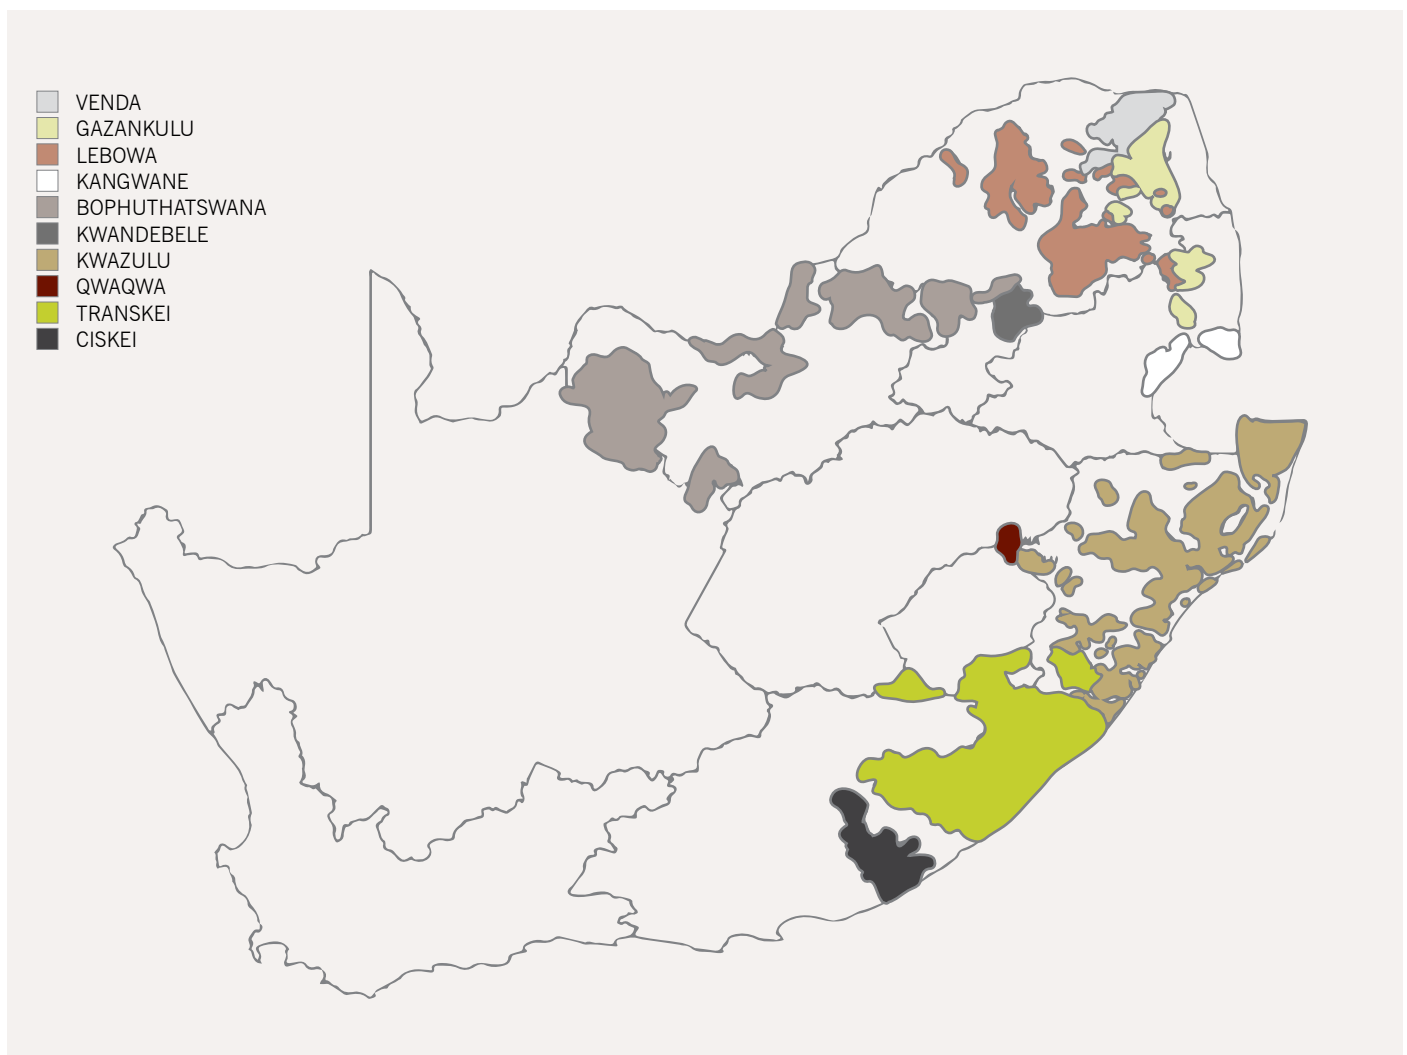 VENDA
GAZANKULU
LEBOWA
KANGWANE
BOPHUTHATSWANA
KWANDEBELE
KWAZULU
QWAQWA
TRANSKEI
CISKEI